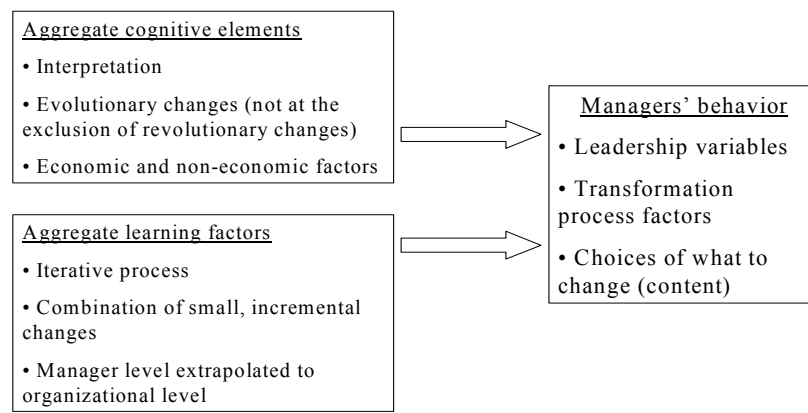 Aggregate cognitive elements
• Interpretation
• Evolutionary changes (not at the
exclusion of revolutionary changes)
• Economic and non-economic factors
Aggregate learning factors
• Iterative process
• Combination of small, incremental
changes
• Manager level extrapolated to
organizational level
Managers’ behavior
• Leadership variables
• Transformation
process factors
• Choices of what to
change (content)